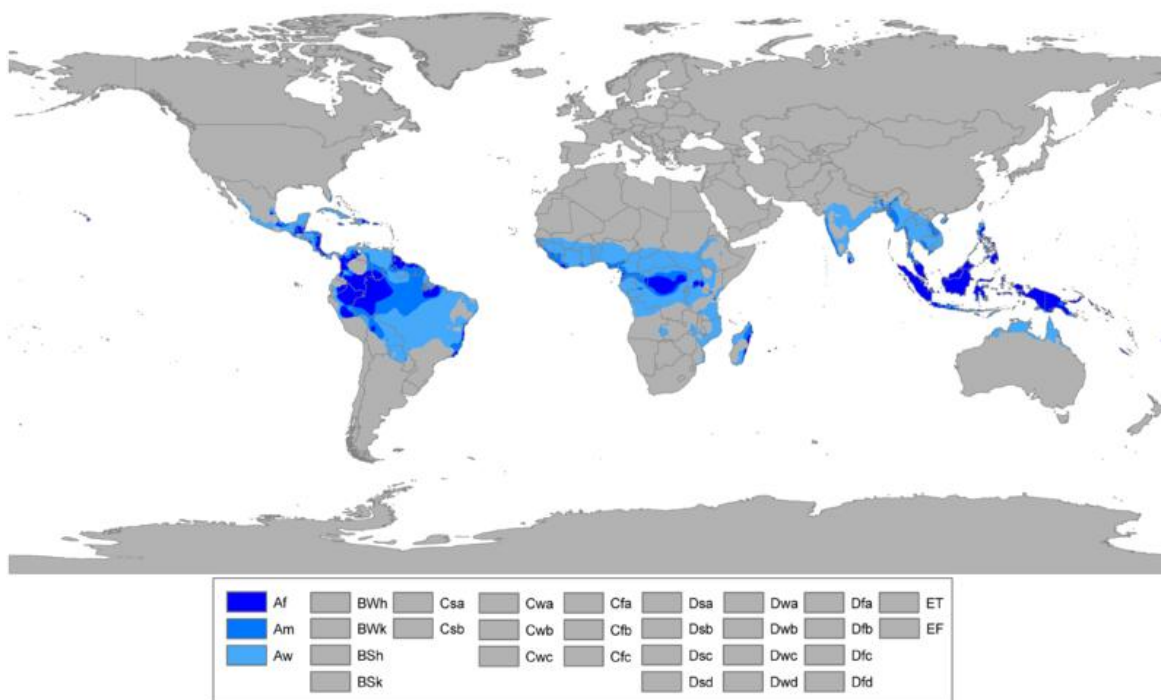 Af BWh Csa Cwa Cfa Dsa Dwa Dfa ET
Am BWk Csb Cwb Cfb Dsb Dwb Dfb EF
Aw BSh Cwc Cfc Dsc Dwc Dfc
BSk Dsd Dwd Dfd